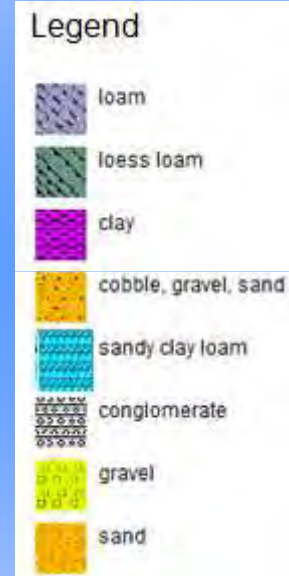 Legend
loam
loess loam
clay
cobble, gravel, sand
sandy clay loam
conglomerate
gravel
sand